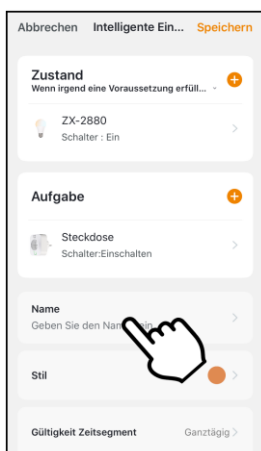 Abbrechen Intelligente Ein... Speichern
Zustand
Wenn irgend eine Voraussetzung erfüll...
ZX-2880
Schalter : Ein
Aufgabe
Steckdose
Schalter:Einschalten
Name
Geben Sie den Nam
Stil
Gültigkeit Zeitsegment Ganztägig